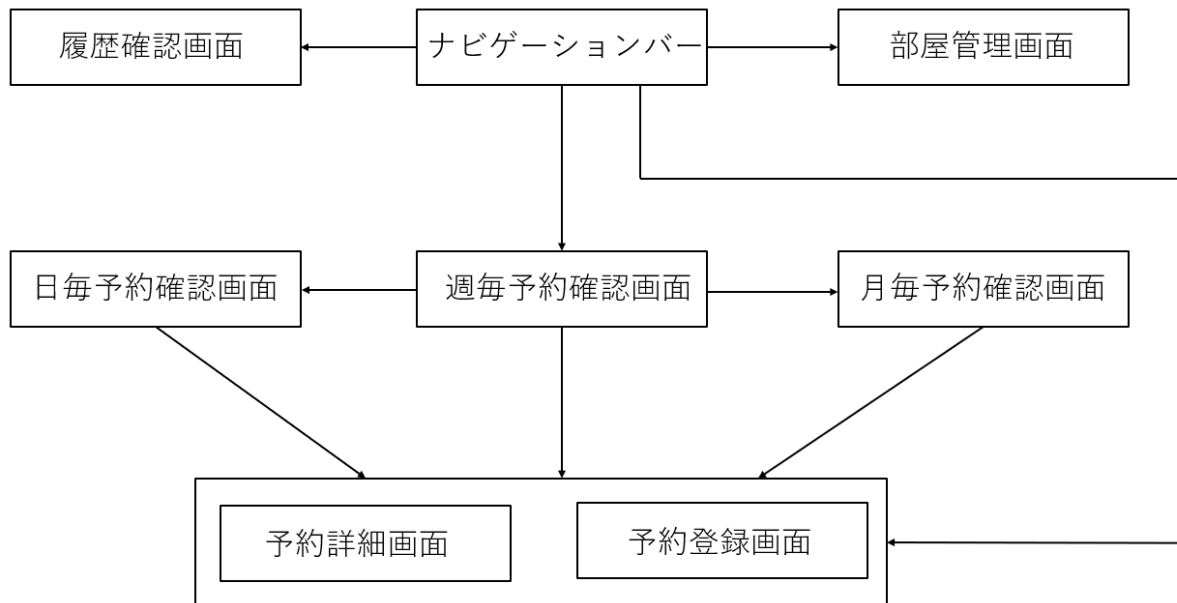 履歴確認画面
ナビゲーションバー
部屋管理画面
日毎予約確認画面
週毎予約確認画面
月毎予約確認画面
予約詳細画面
予約登録画面